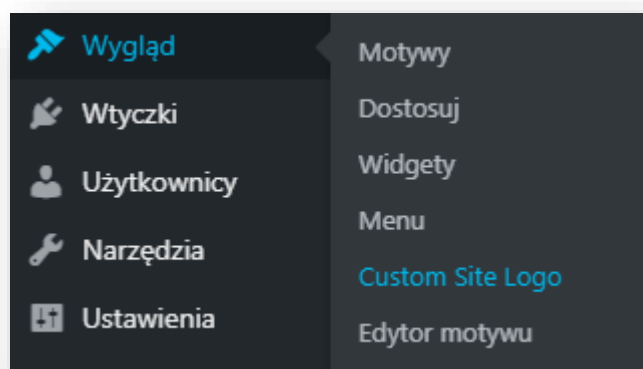 Wygląd
Wtyczki
Użytkownicy
Narzędzia
Ustawienia
Motywy
Dostosuj
Widgety
Menu
Custom Site Logo
Edytor motywu